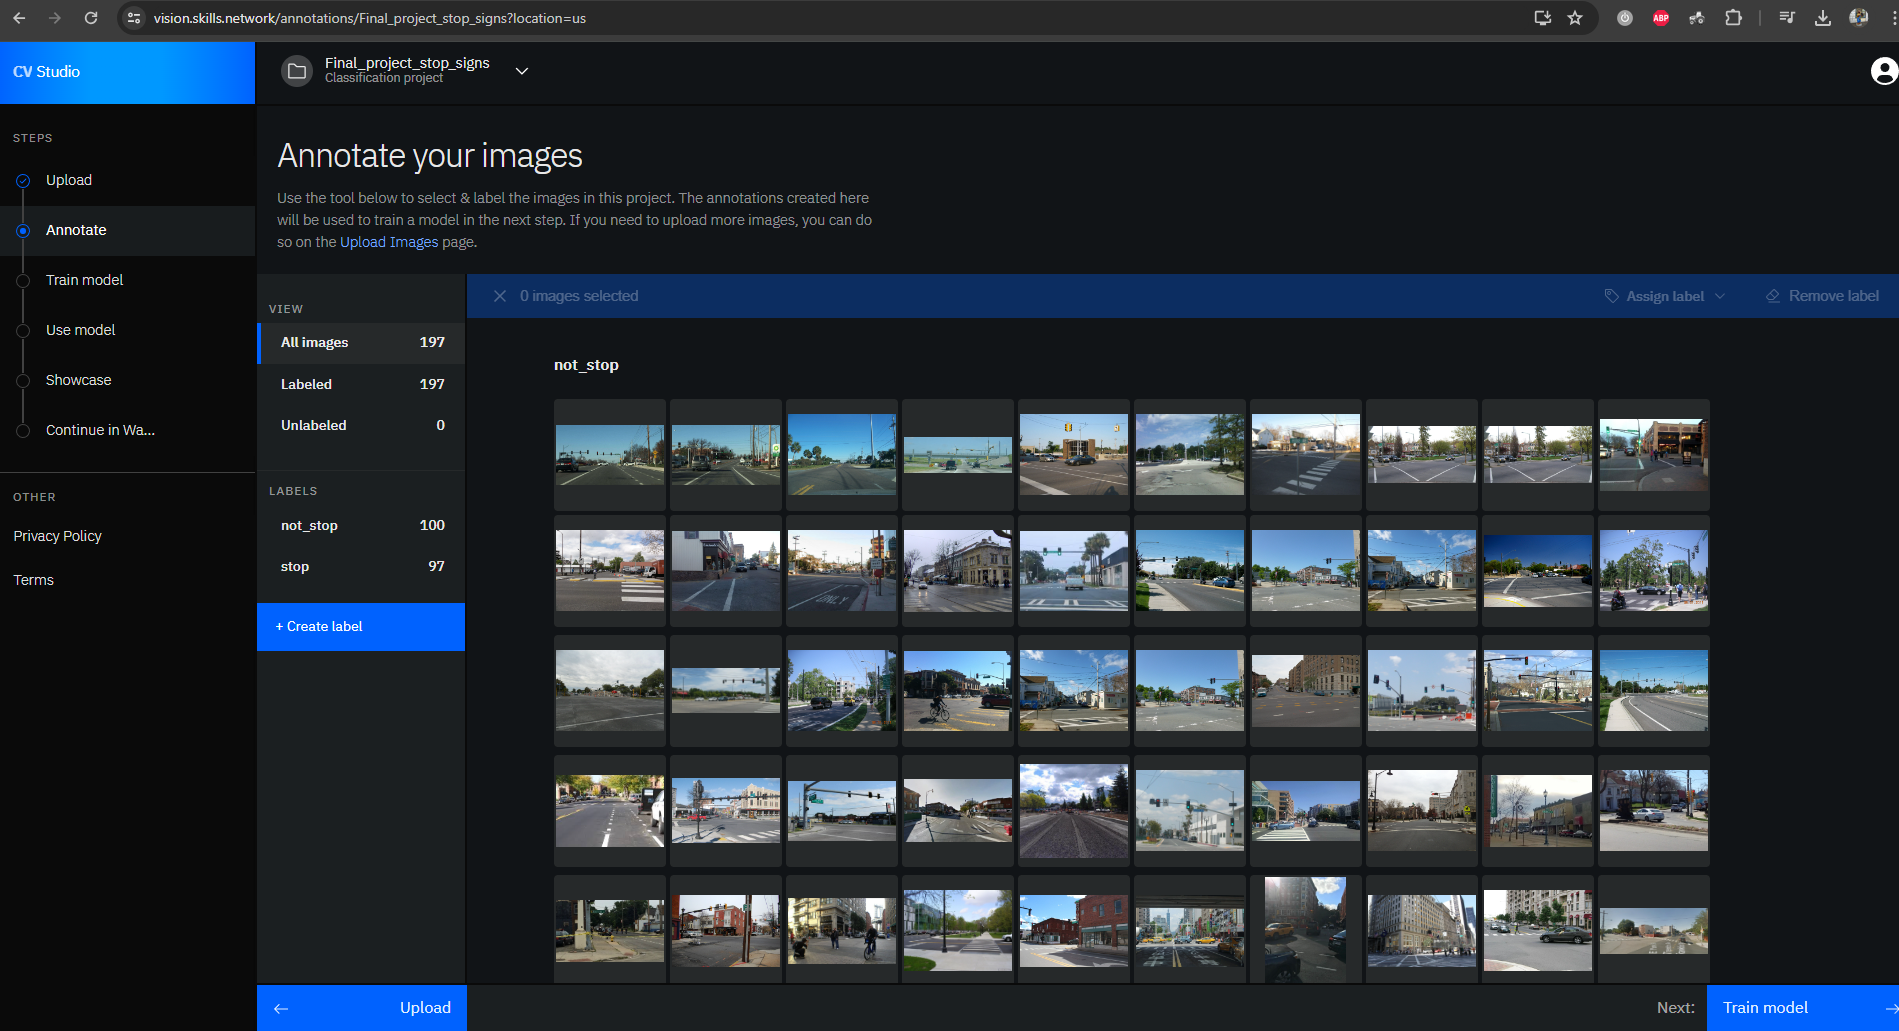 vision.skills.network/annotations/Final_project_stop_signs?location=us
ABP
CV Studio
Final_project_stop_signs
Classification project
STEPS
Upload
Annotate
Train model
Use model
Showcase
Continue in Wa...
OTHER
Privacy Policy
Terms
Annotate your images
Use the tool below to select & label the images in this project. The annotations created here
will be used to train a model in the next step. If you need to upload more images, you can do
so on the Upload Images page.
VIEW
All images 197
Labeled 197
Unlabeled 0
LABELS
not_stop 100
stop 97
+ Create label
0 images selected
Assign label
Remove label
not_stop
ONLY
Upload
Next:
Train model